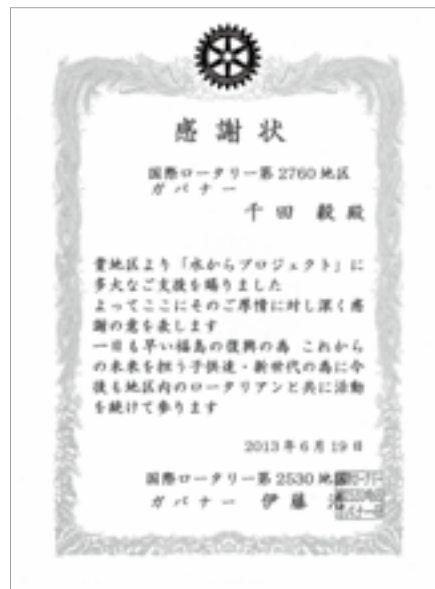 感謝状
国際ロータリー第2760地区
ガバナー
千田 毅 殿
貴地区より「水からプロジェクト」に
多大なご支援を賜りました
よってここにそのご厚情に対し深く感
謝の意を表します
一日も早い福島の復興の為 これから
の未来を担う子供達・新世代の為に今
後も地区内のロータリアンと共に活動
を続けて参ります
2013年6月19日
国際ロータリー第2530地区
ガバナー 伊藤